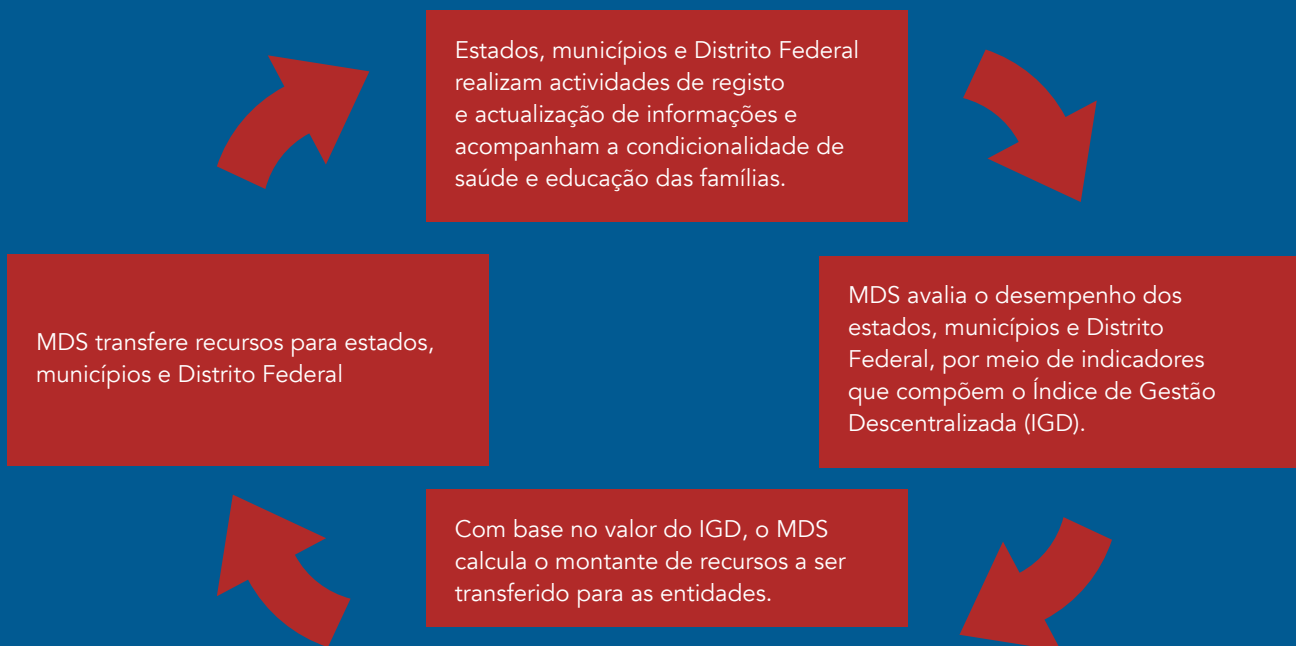 Estados, municípios e Distrito Federal
realizam actividades de registo
e actualização de informações e
acompanham a condicionalidade de
saúde e educação das famílias.
MDS avalia o desempenho dos
estados, municípios e Distrito
Federal, por meio de indicadores
que compõem o Índice de Gestão
Descentralizada (IGD).
Com base no valor do IGD, o MDS
calcula o montante de recursos a ser
transferido para as entidades.
MDS transfere recursos para estados,
municípios e Distrito Federal